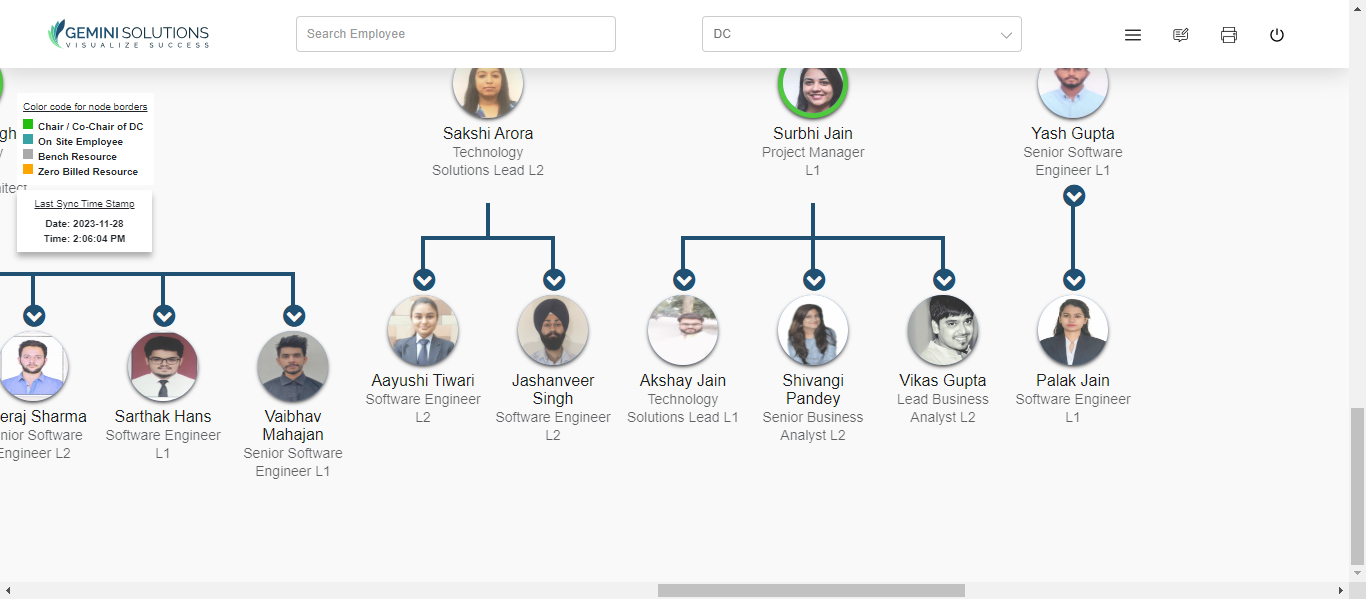 GEMINI SOLUTIONS
VISUALIZE SUCCESS
Search Employee
DC
Color code for node borders
Chair / Co-Chair of DC
On Site Employee
Bench Resource
Zero Billed Resource
Last Sync Time Stamp
Date: 2023-11-28
Time: 2:06:04 PM
Sakshi Arora
Technology
Solutions Lead L2
Surbhi Jain
Project Manager
L1
Yash Gupta
Senior Software
Engineer L1
eraj Sharma
nior Software
Engineer L2
Sarthak Hans
Software Engineer
L1
Vaibhav
Mahajan
Senior Software
Engineer L1
Aayushi Tiwari
Software Engineer
L2
Jashanveer
Singh
Software Engineer
L2
Akshay Jain
Technology
Solutions Lead L1
Shivangi
Pandey
Senior Business
Analyst L2
Vikas Gupta
Lead Business
Analyst L2
Palak Jain
Software Engineer
L1